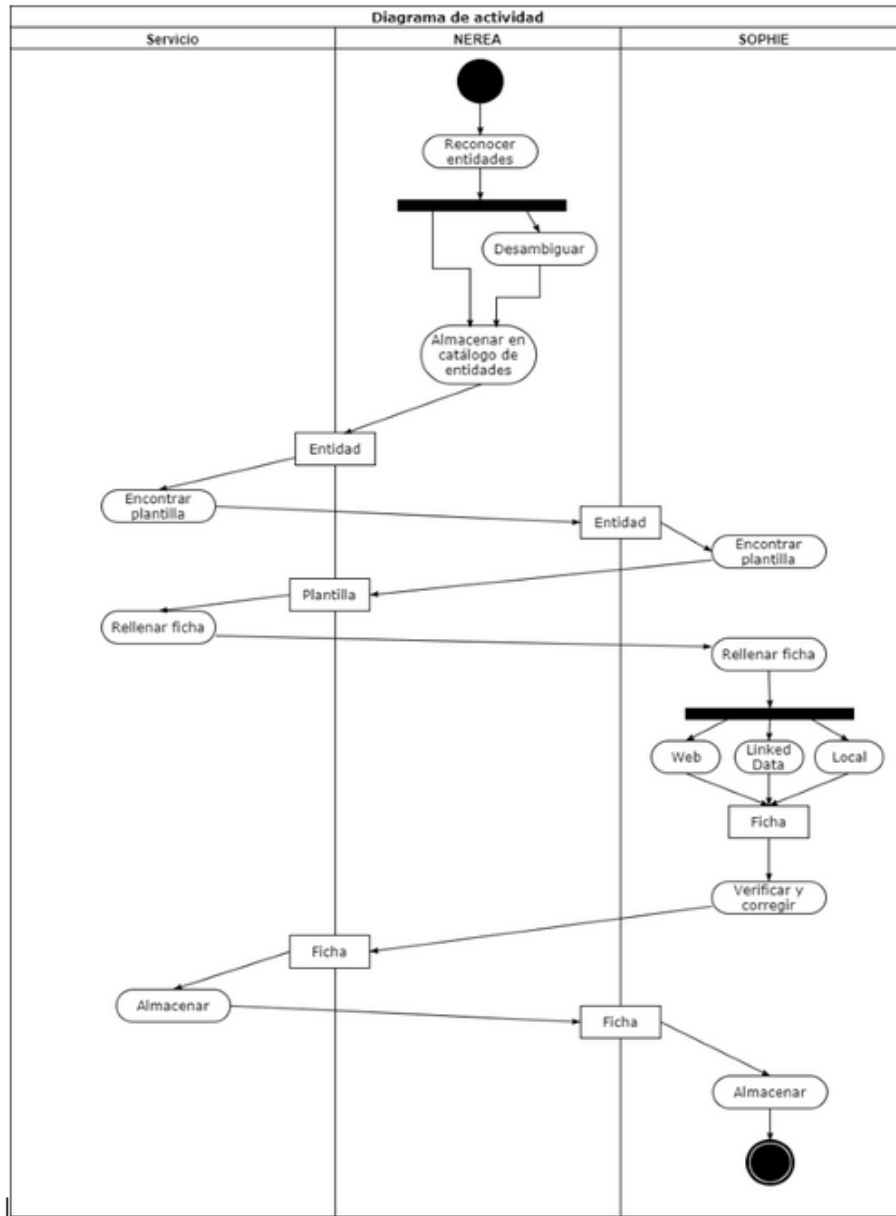 Diagrama de actividad
Servicio
NEREA
SOPHIE
Reconocer
entidades
Desambiguar
Almacenar en
catálogo de
entidades
Entidad
Encontrar
plantilla
Entidad
Encontrar
plantilla
Plantilla
Rellenar ficha
Rellenar ficha
Web
Linked
Data
Local
Ficha
Verificar y
corregir
Ficha
Almacenar
Ficha
Almacenar